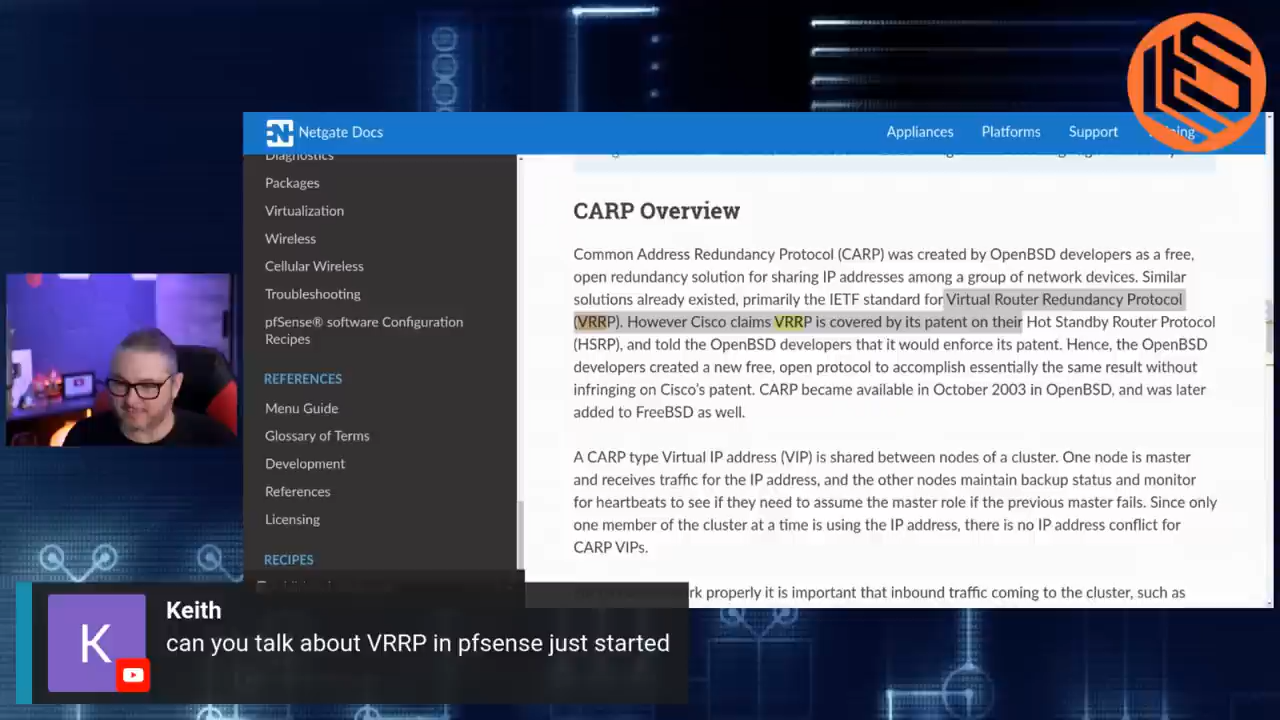 Netgate Docs
Appliances
Platforms
Support
Diagnostics
Packages
Virtualization
Wireless
Cellular Wireless
Troubleshooting
pfSense® software Configuration
Recipes
REFERENCES
Menu Guide
Glossary of Terms
Development
References
Licensing
RECIPES
CARP Overview
Common Address Redundancy Protocol (CARP) was created by OpenBSD developers as a free,
open redundancy solution for sharing IP addresses among a group of network devices. Similar
solutions already existed, primarily the IETF standard for Virtual Router Redundancy Protocol
(VRRP). However Cisco claims VRRP is covered by its patent on their Hot Standby Router Protocol
(HSRP), and told the OpenBSD developers that it would enforce its patent. Hence, the OpenBSD
developers created a new free, open protocol to accomplish essentially the same result without
infringing on Cisco's patent. CARP became available in October 2003 in OpenBSD, and was later
added to FreeBSD as well.
A CARP type Virtual IP address (VIP) is shared between nodes of a cluster. One node is master
and receives traffic for the IP address, and the other nodes maintain backup status and monitor
for heartbeats to see if they need to assume the master role if the previous master fails. Since only
one member of the cluster at a time is using the IP address, there is no IP address conflict for
CARP VIPs.
properly it is important that inbound traffic coming to the cluster, such as
K
Keith
can you talk about VRRP in pfsense just started